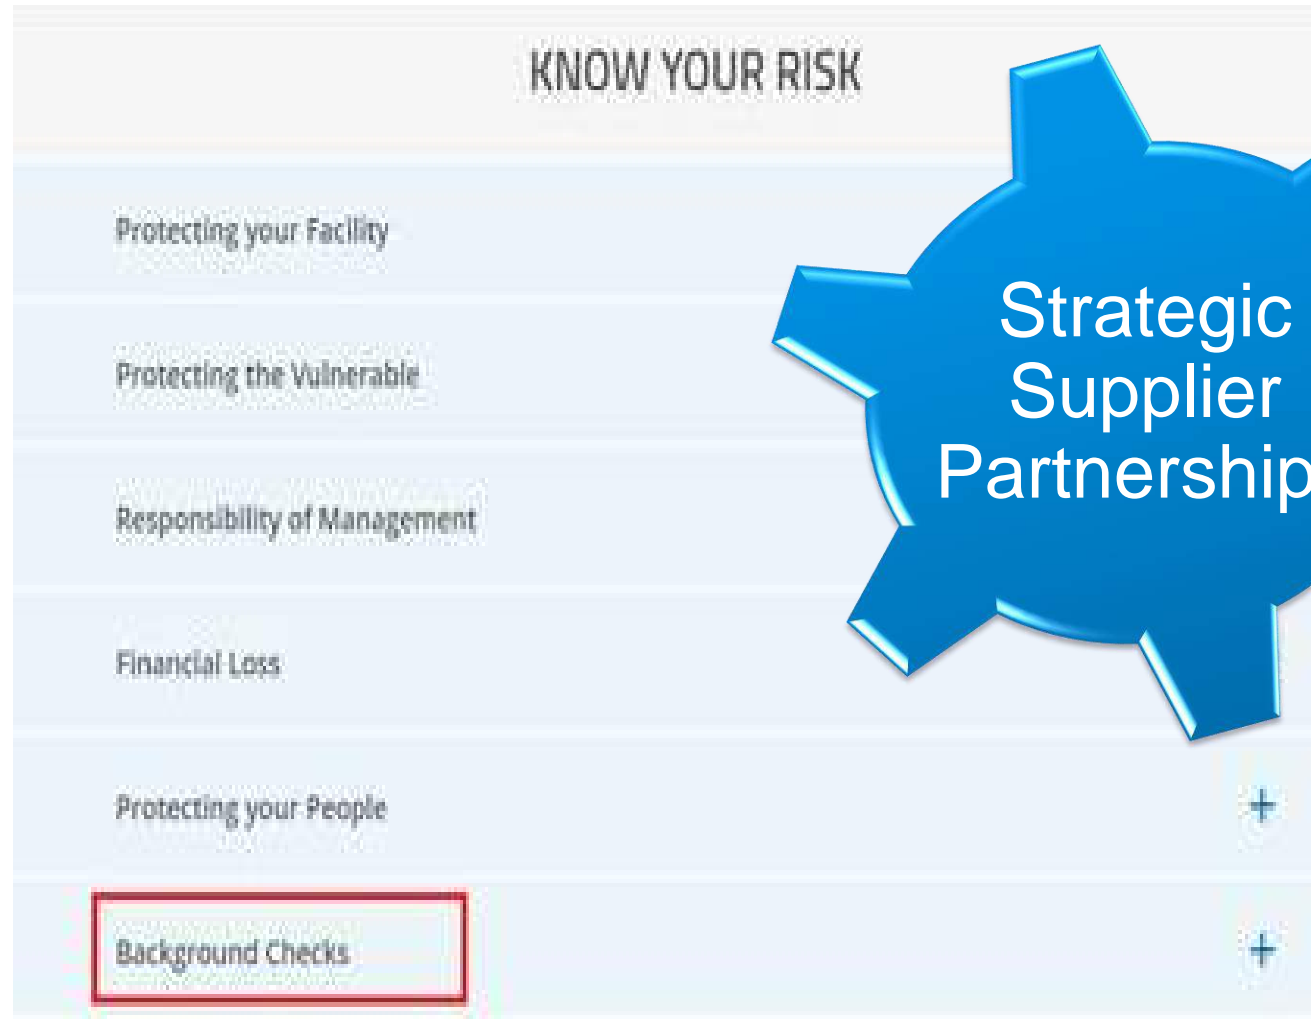 KNOW YOUR RISK
Protecting your Facility
Protecting the Vulnerable
Responsibility of Management
Financial Loss
Protecting your People
+
Background Checks
+
Strategic
Supplier
Partnership